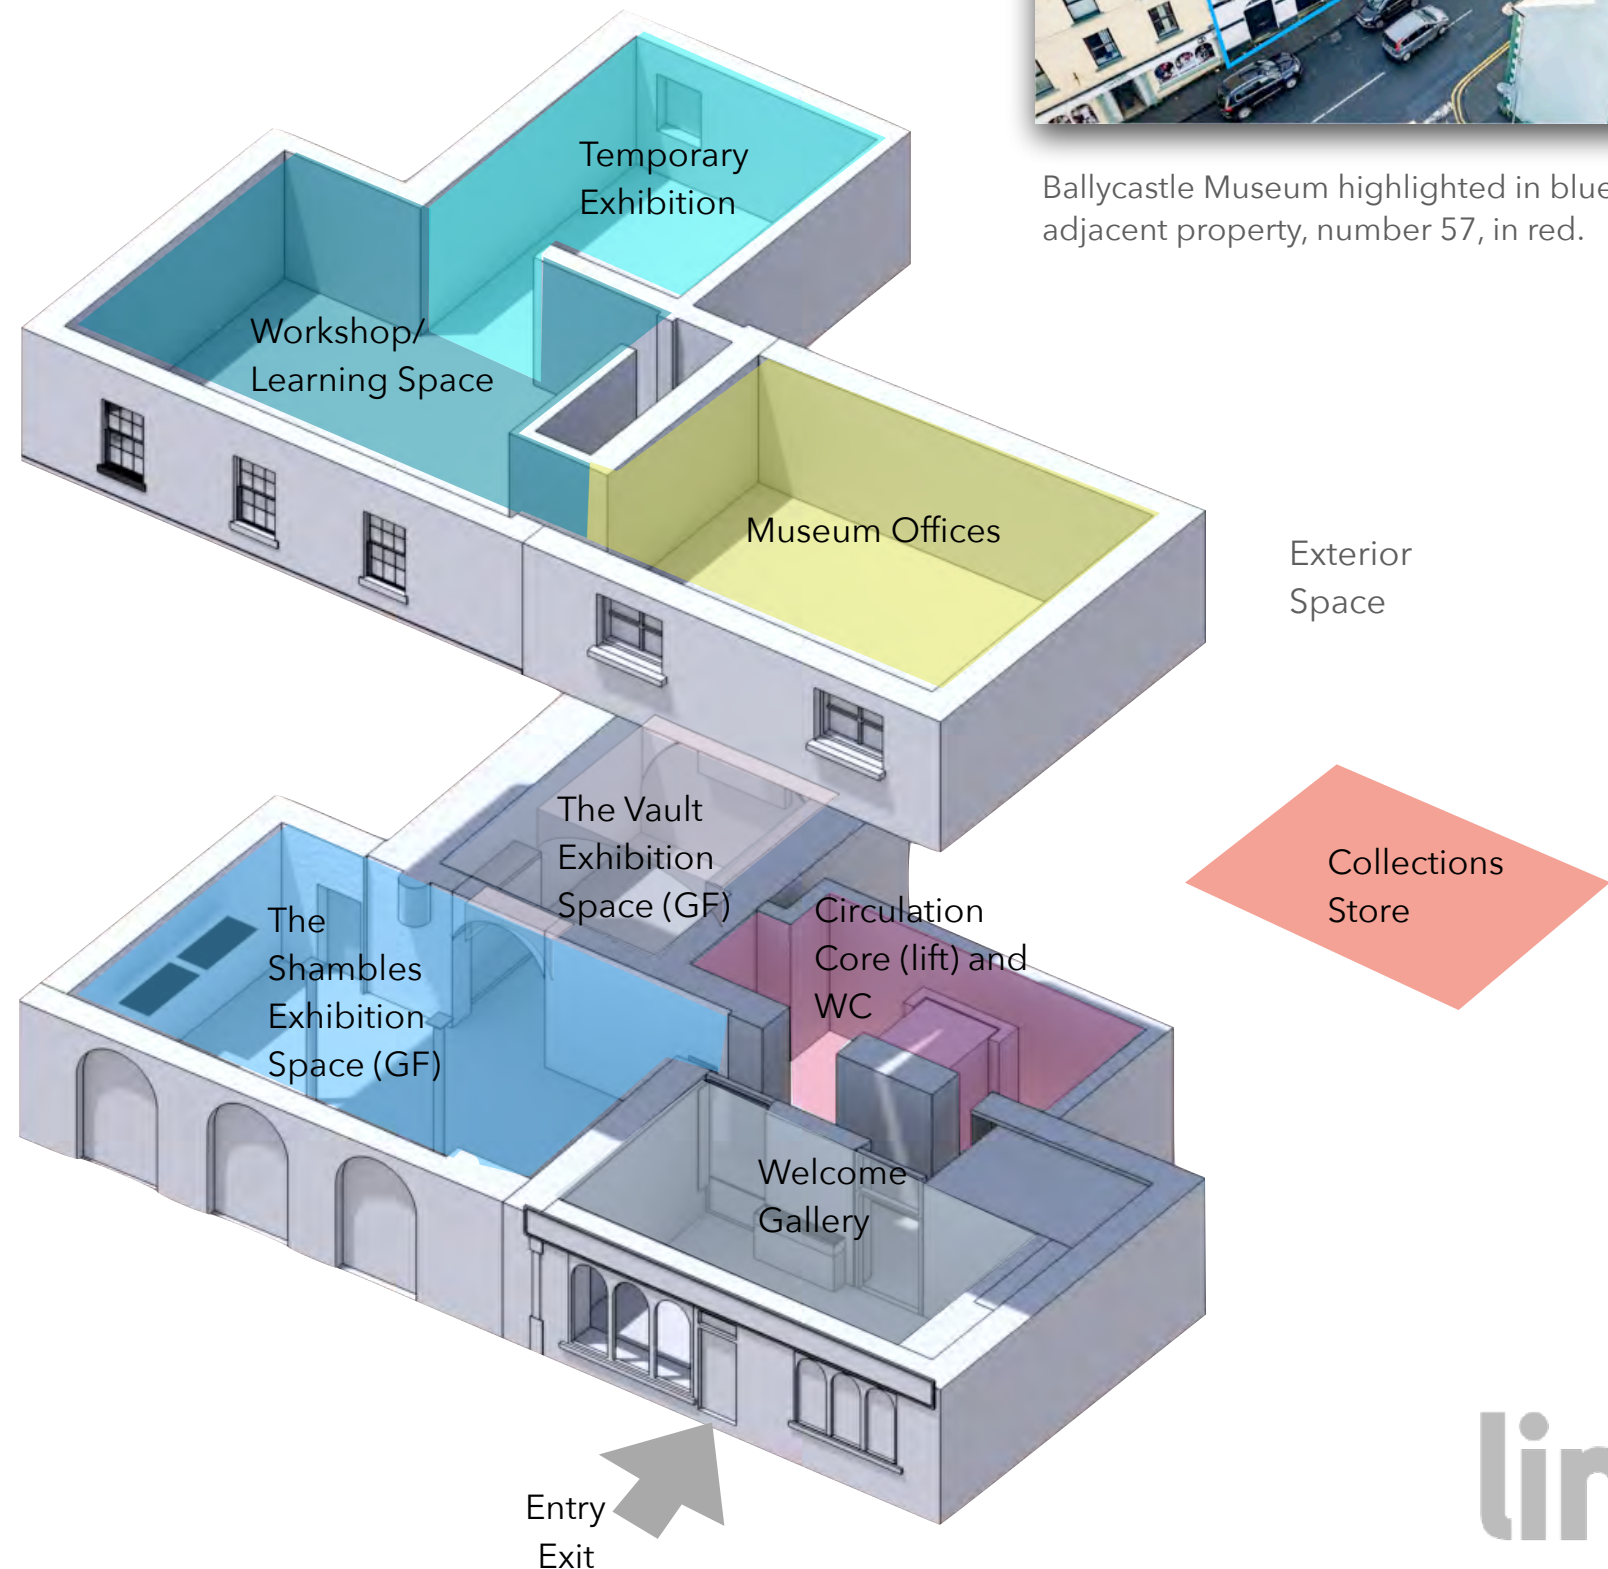 Ballycastle Museum highlighted in blue
adjacent property, number 57, in red.
Temporary
Exhibition
Workshop/
Learning Space
Museum Offices
Exterior
Space
The Vault
Exhibition
Space (GF)
The
Shambles
Exhibition
Space (GF)
Circulation
Core (lift) and
WC
Collections
Store
Welcome
Gallery
Entry
Exit